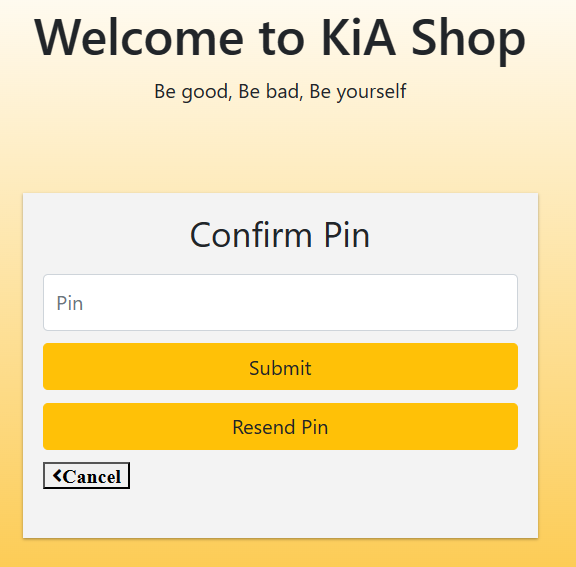 Welcome to KiA Shop
Be good, Be bad, Be yourself
Confirm Pin
Pin
Submit
Resend Pin
Cancel